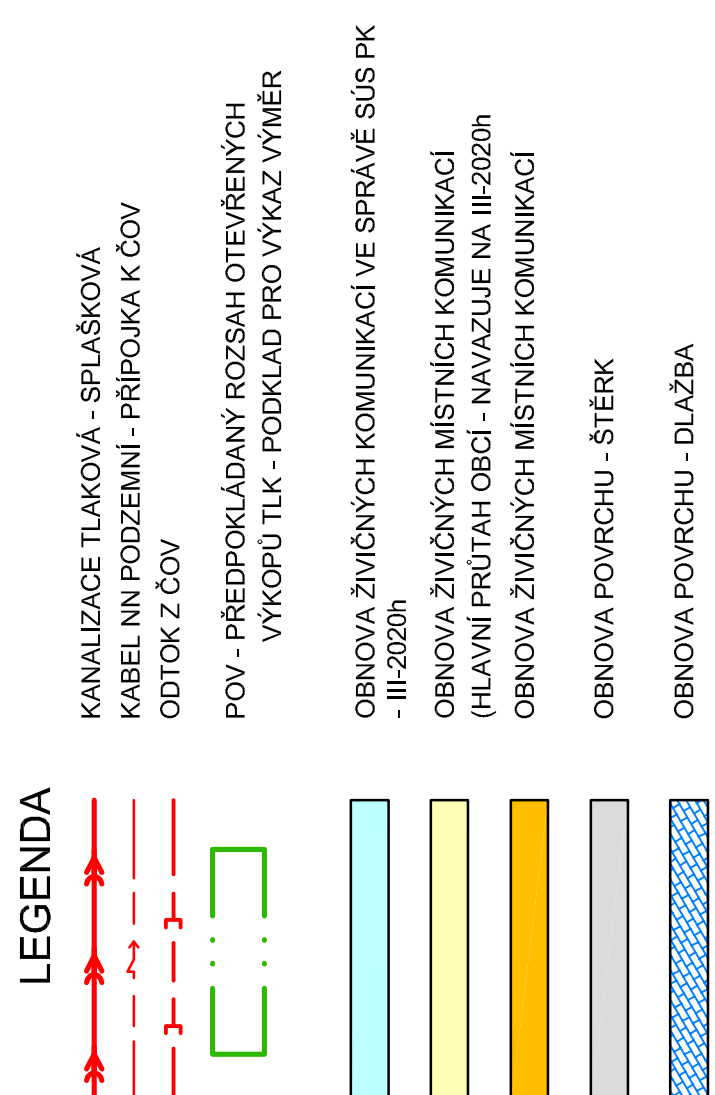 LEGENDA
KANALIZACE TLAKOVÁ - SPLAŠKOVÁ
KABEL NN PODZEMNÍ - PŘÍPOJKA K ČOV
ODTOK Z ČOV
POV - PŘEDPOKLÁDANÝ ROZSAH OTEVŘENÝCH
VÝKOPŮ TLK - PODKLAD PRO VÝKAZ VÝMĚR
OBNOVA ŽIVIČNÝCH KOMUNIKACÍ VE SPRÁVĚ SÚS PK
- III-2020h
OBNOVA ŽIVIČNÝCH MÍSTNÍCH KOMUNIKACÍ
(HLAVNÍ PRŮTAH OBCÍ - NAVAZUJE NA III-2020h
OBNOVA ŽIVIČNÝCH MÍSTNÍCH KOMUNIKACÍ
OBNOVA POVRCHU - ŠTĚRK
OBNOVA POVRCHU - DLAŽBA